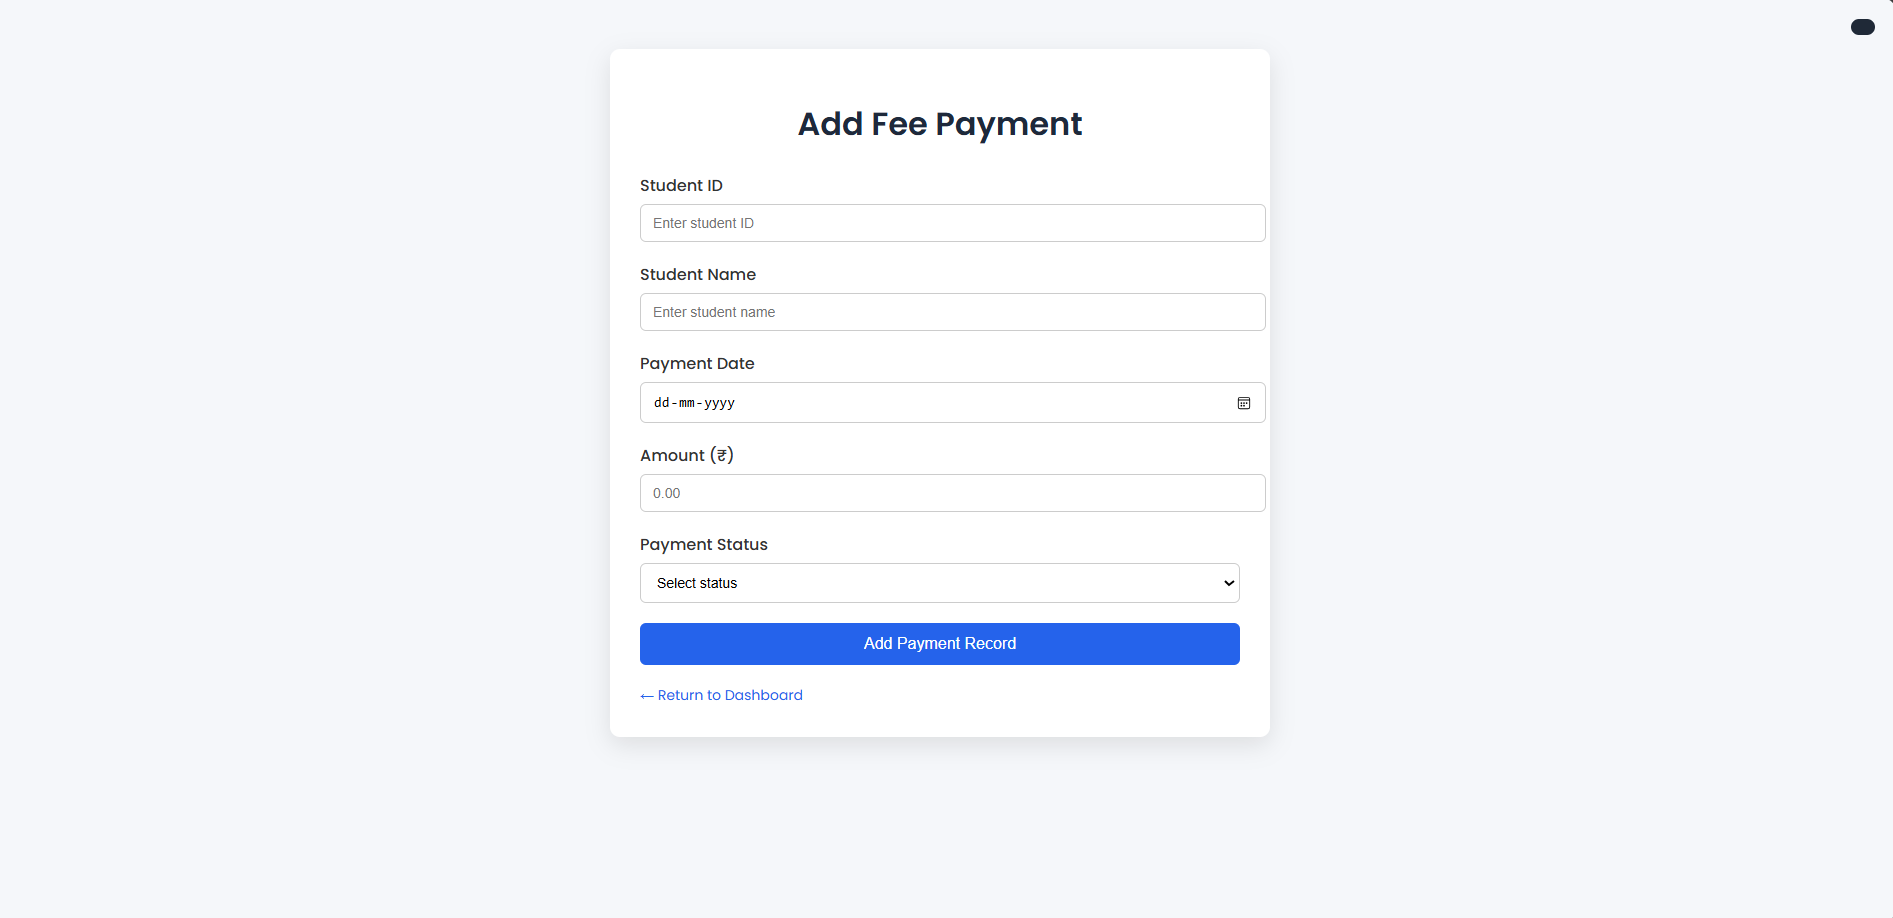 Add Fee Payment
Student ID
Enter student ID
Student Name
Enter student name
Payment Date
dd-mm-yyyy
Amount (₹)
0.00
Payment Status
Select status
Add Payment Record
← Return to Dashboard